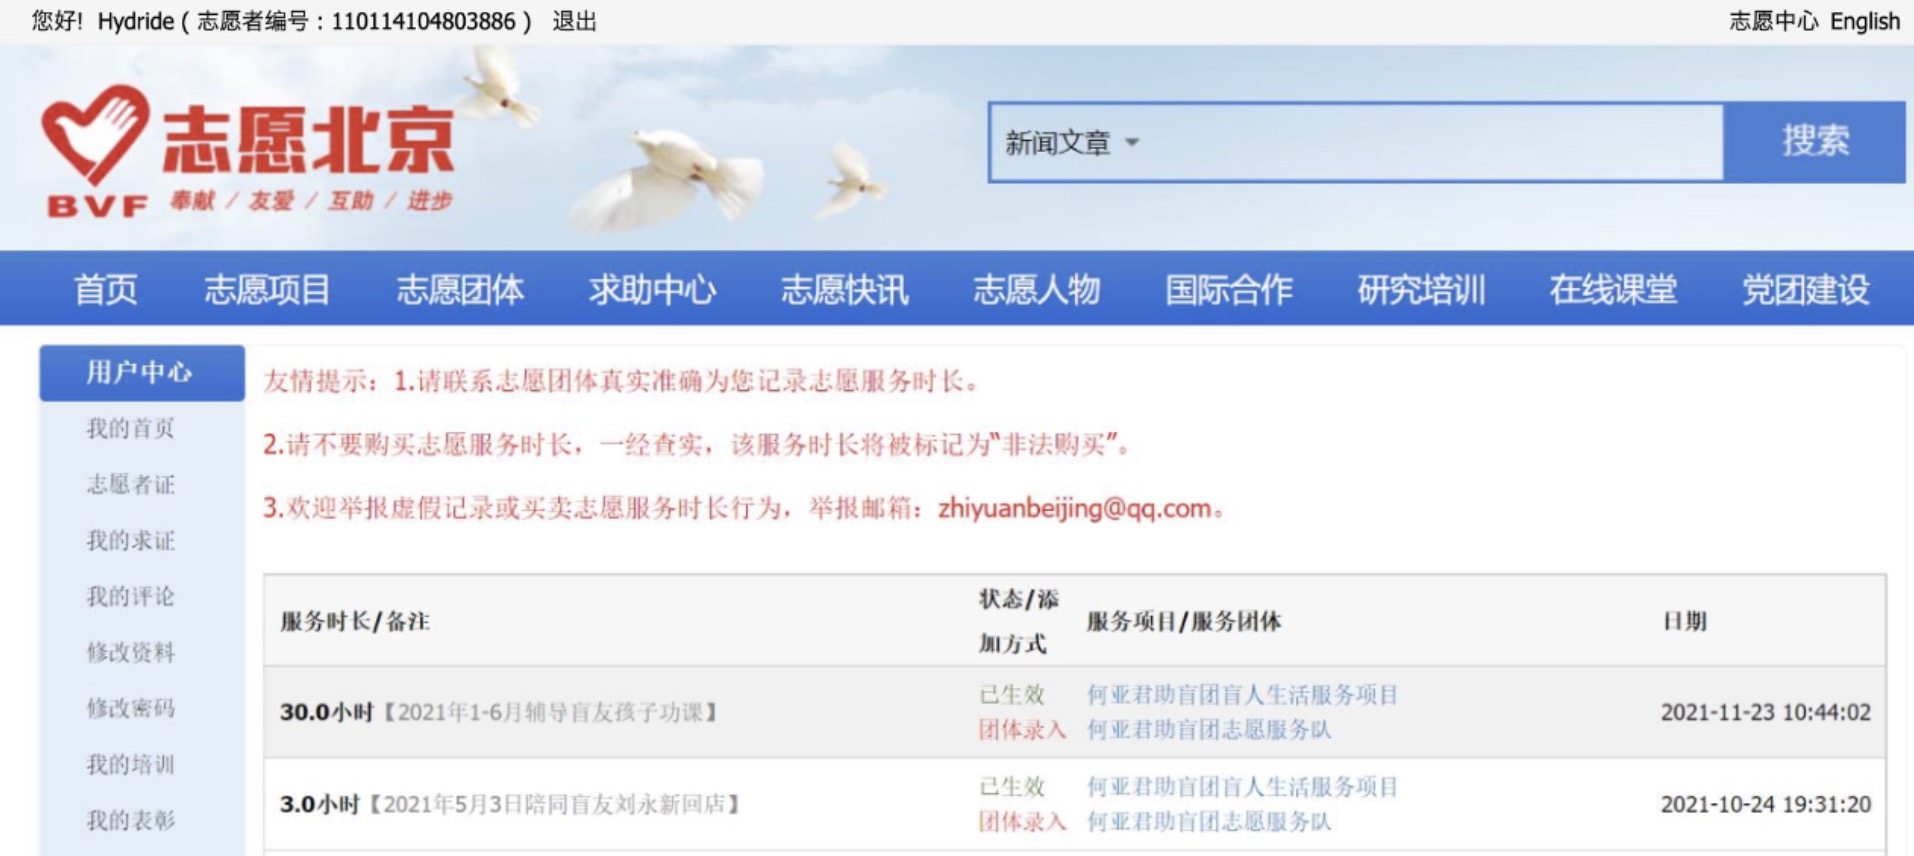 您好! Hydride ( 志愿者编号 : 110114104803886 ) 退出
志愿中心 English
志愿北京
BVF 奉献 / 友爱 / 互助 / 进步
新闻文章
搜索
首页 志愿项目 志愿团体 求助中心 志愿快讯 志愿人物 国际合作 研究培训 在线课堂 党团建设
用户中心
我的首页
志愿者证
我的求证
我的评论
修改资料
修改密码
我的培训
我的表彰
友情提示：1.请联系志愿团体真实准确为您记录志愿服务时长。
2.请不要购买志愿服务时长，一经查实，该服务时长将被标记为“非法购买”。
3.欢迎举报虚假记录或买卖志愿服务时长行为，举报邮箱：zhiyuanbeijing@qq.com。
服务时长/备注 状态/添加方式 服务项目/服务团体 日期
30.0小时【2021年1-6月辅导盲友孩子功课】 已生效 何亚君助盲团盲人生活服务项目 2021-11-23 10:44:02
团体录入 何亚君助盲团志愿服务队
3.0小时【2021年5月3日陪同盲友刘永新回店】 已生效 何亚君助盲团盲人生活服务项目 2021-10-24 19:31:20
团体录入 何亚君助盲团志愿服务队